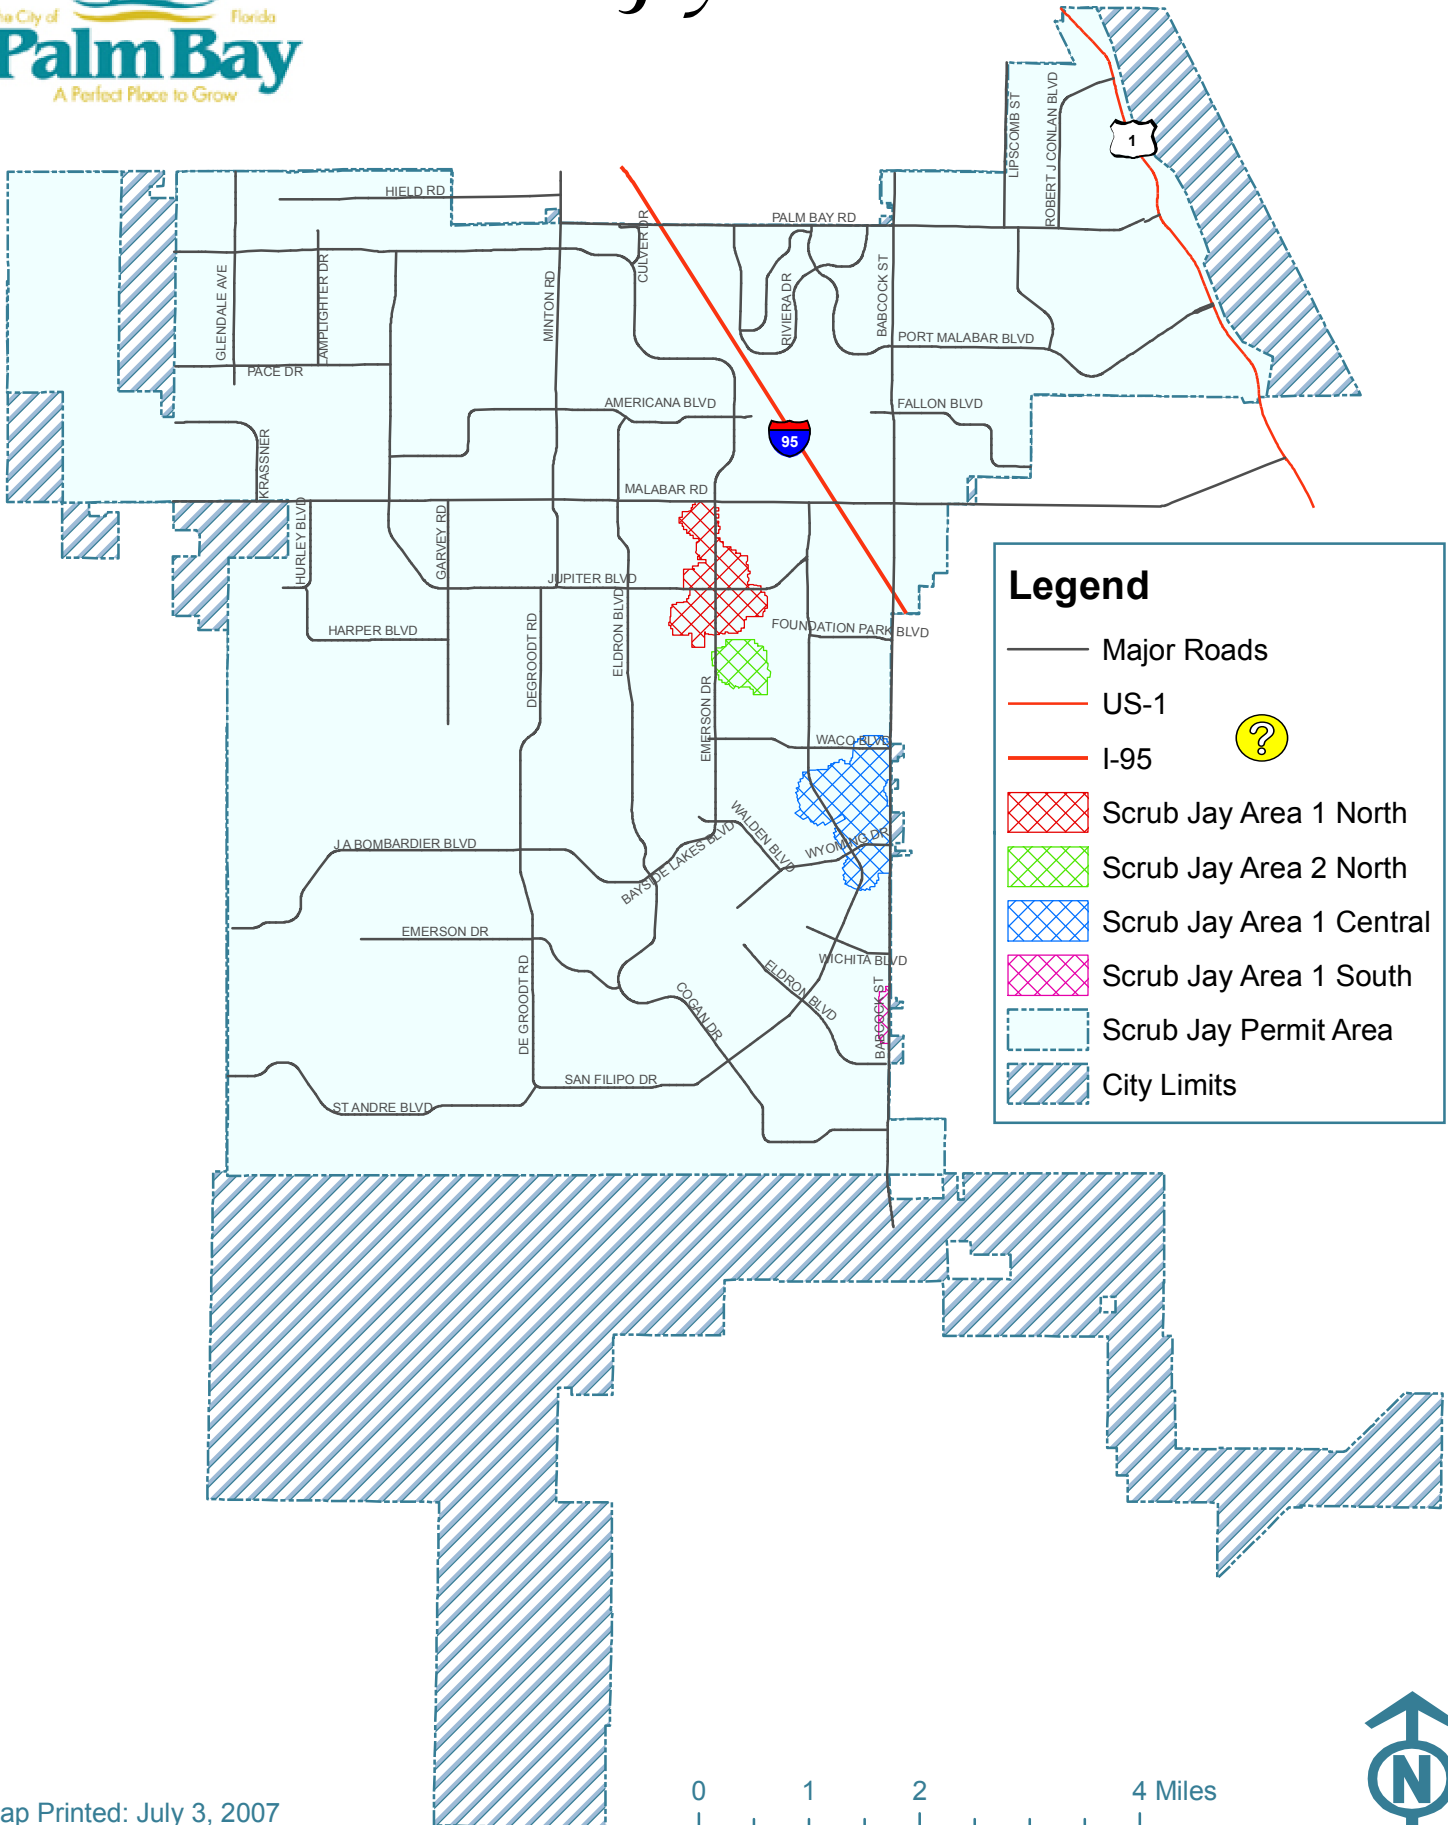 he City of Florida
Palm Bay
A Perfect Place to Grow
1
LIPSCOMB ST
ROBERT J CONLAN BLVD
HIELD RD
PALM BAY RD
CULVER DR
GLENDALE AVE
LAMPLIGHTER DR
MINTON RD
RIVIERA DR
BABCOCK ST
PORT MALABAR BLVD
PACE DR
AMERICANA BLVD
FALLON BLVD
95
KRASSNER
MALABAR RD
HURLEY BLVD
GARVEY RD
JUPITER BLVD
HARPER BLVD
DEGROODT RD
ELDRON BLVD
FOUNDATION PARK BLVD
EMERSON DR
WACO BLVD
WALDEN BLVD
WYOMING DR
J A BOMBARDIER BLVD
BAYSIDE LAKES BLVD
EMERSON DR
DE GROODT RD
COGAN DR
ELDRON BLVD
WICHITA BLVD
BABCOCK ST
SAN FILIPO DR
ST ANDRE BLVD
Legend
Major Roads
US-1
?
I-95
Scrub Jay Area 1 North
Scrub Jay Area 2 North
Scrub Jay Area 1 Central
Scrub Jay Area 1 South
Scrub Jay Permit Area
City Limits
0 1 2 4 Miles
N
ap Printed: July 3, 2007